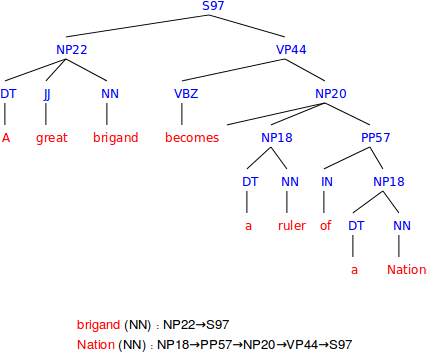 S97
NP22 VP44
DT JJ NN VBZ NP20
A great brigand becomes NP18 PP57
DT NN IN NP18
a ruler of DT NN
a Nation
brigand (NN) : NP22→S97
Nation (NN) : NP18→PP57→NP20→VP44→S97